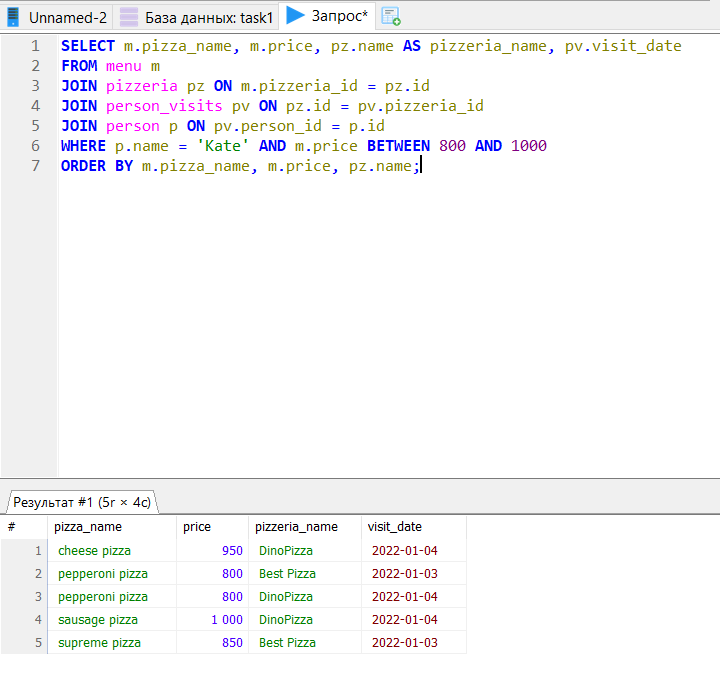 Unnamed-2 База данных: task1 Запрос*
1 SELECT m.pizza_name, m.price, pz.name AS pizzeria_name, pv.visit_date
2 FROM menu m
3 JOIN pizzeria pz ON m.pizzeria_id = pz.id
4 JOIN person_visits pv ON pz.id = pv.pizzeria_id
5 JOIN person p ON pv.person_id = p.id
6 WHERE p.name = 'Kate' AND m.price BETWEEN 800 AND 1000
7 ORDER BY m.pizza_name, m.price, pz.name;
Результат #1 (5r × 4c)
# pizza_name price pizzeria_name visit_date
1 cheese pizza 950 DinoPizza 2022-01-04
2 pepperoni pizza 800 Best Pizza 2022-01-03
3 pepperoni pizza 800 DinoPizza 2022-01-04
4 sausage pizza 1 000 DinoPizza 2022-01-04
5 supreme pizza 850 Best Pizza 2022-01-03